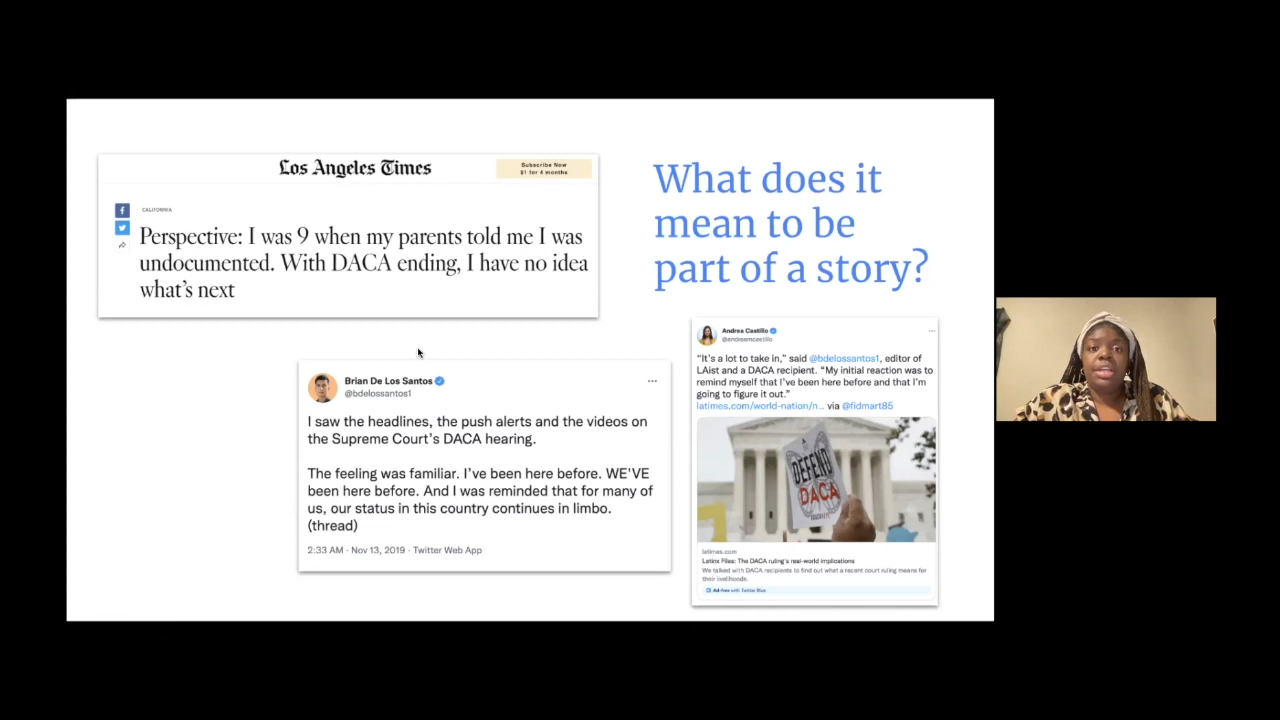 Los Angeles Times
Subscribe Now
$1 for 4 months
CALIFORNIA
Perspective: I was 9 when my parents told me I was
undocumented. With DACA ending, I have no idea
what's next
What does it
mean to be
part of a story?
Brian De Los Santos
@bdelossantos1
I saw the headlines, the push alerts and the videos on
the Supreme Court's DACA hearing.
The feeling was familiar. I've been here before. WE'VE
been here before. And I was reminded that for many of
us, our status in this country continues in limbo.
(thread)
2:33 AM · Nov 13, 2019 · Twitter Web App
Andrea Castillo
@andreamcastillo
“It's a lot to take in,” said @bdelossantos1, editor of
LAist and a DACA recipient. “My initial reaction was to
remind myself that I've been here before and that I'm
going to figure it out.”
latimes.com/world-nation/n... via @fidmart85
DEFEND
DACA
latimes.com
Latinx Files: The DACA ruling's real-world implications
We talked with DACA recipients to find out what a recent court ruling means for
their livelihoods.
Ad-free with Twitter Blue